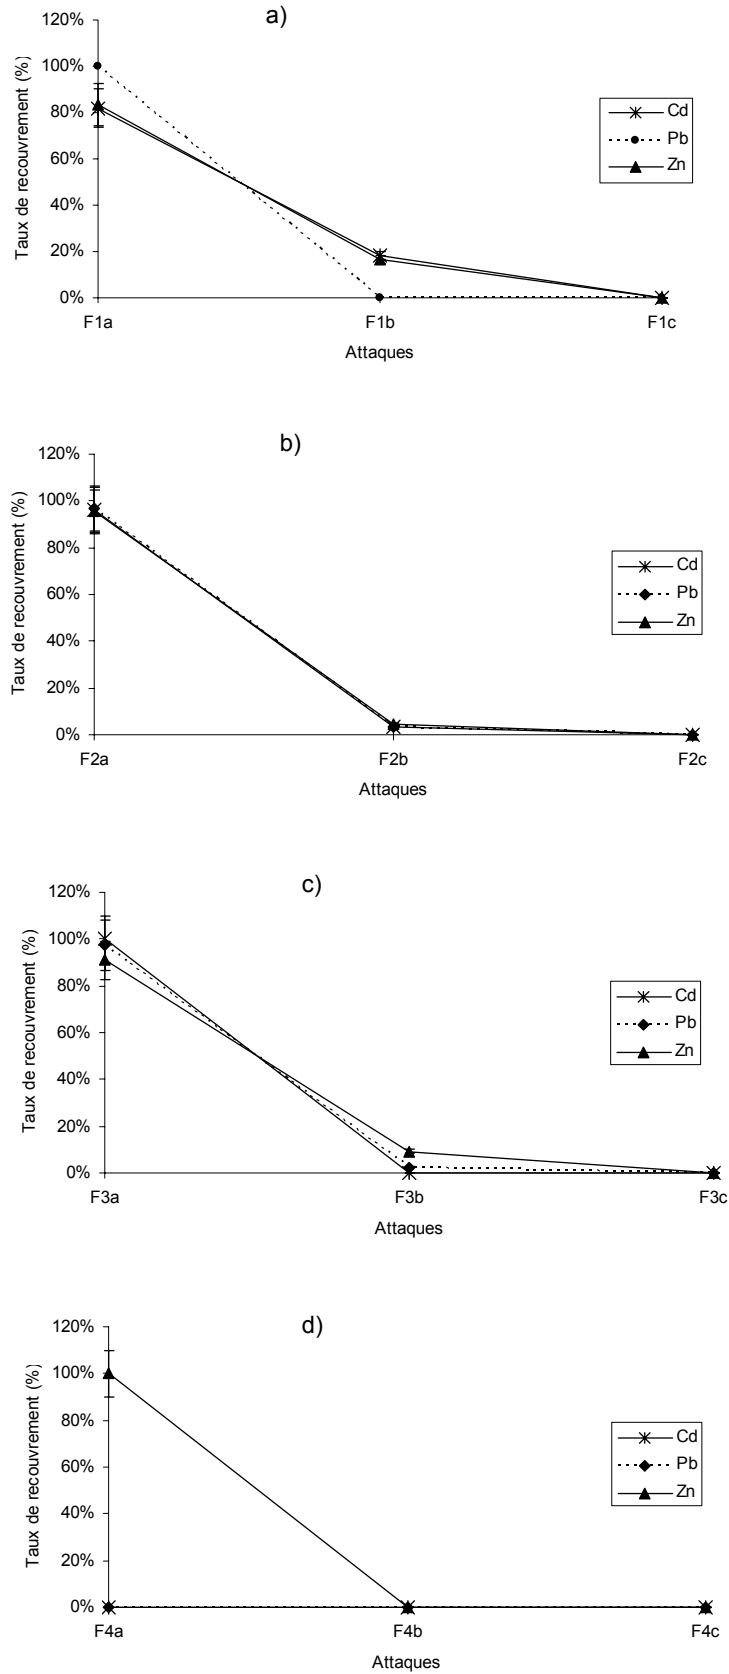 a)
Taux de recouvrement (%)
120%
100%
80%
60%
40%
20%
0%
F1a
F1b
F1c
Attaques
Cd
Pb
Zn
b)
Taux de recouvrement (%)
120%
100%
80%
60%
40%
20%
0%
F2a
F2b
F2c
Attaques
Cd
Pb
Zn
c)
Taux de recouvrement (%)
120%
100%
80%
60%
40%
20%
0%
F3a
F3b
F3c
Attaques
Cd
Pb
Zn
d)
Taux de recouvrement (%)
120%
100%
80%
60%
40%
20%
0%
F4a
F4b
F4c
Attaques
Cd
Pb
Zn